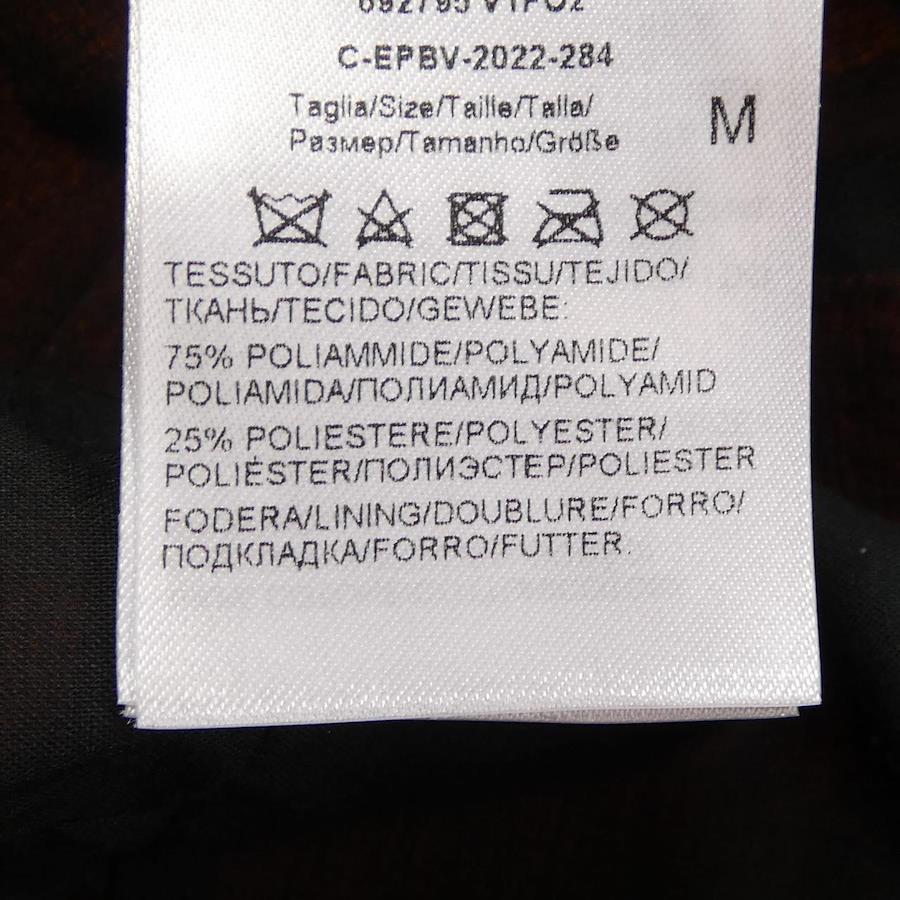 C-EPBV-2022-284
Taglia/Size/Taille/Talla/
Размер/Tamanho/Größe
M
TESSUTO/FABRIC/TISSU/TEJIDO/
ТКАНЬ/TECIDO/GEWEBE:
75% POLIAMMIDE/POLYAMIDE/
POLIAMIDA/ПОЛИАМИД/POLYAMID
25% POLIESTERE/POLYESTER/
POLIÉSTER/ПОЛИЭСТЕР/POLIESTER
FODERA/LINING/DOUBLURE/FORRO/
ПОДКЛАДКА/FORRO/FUTTER: